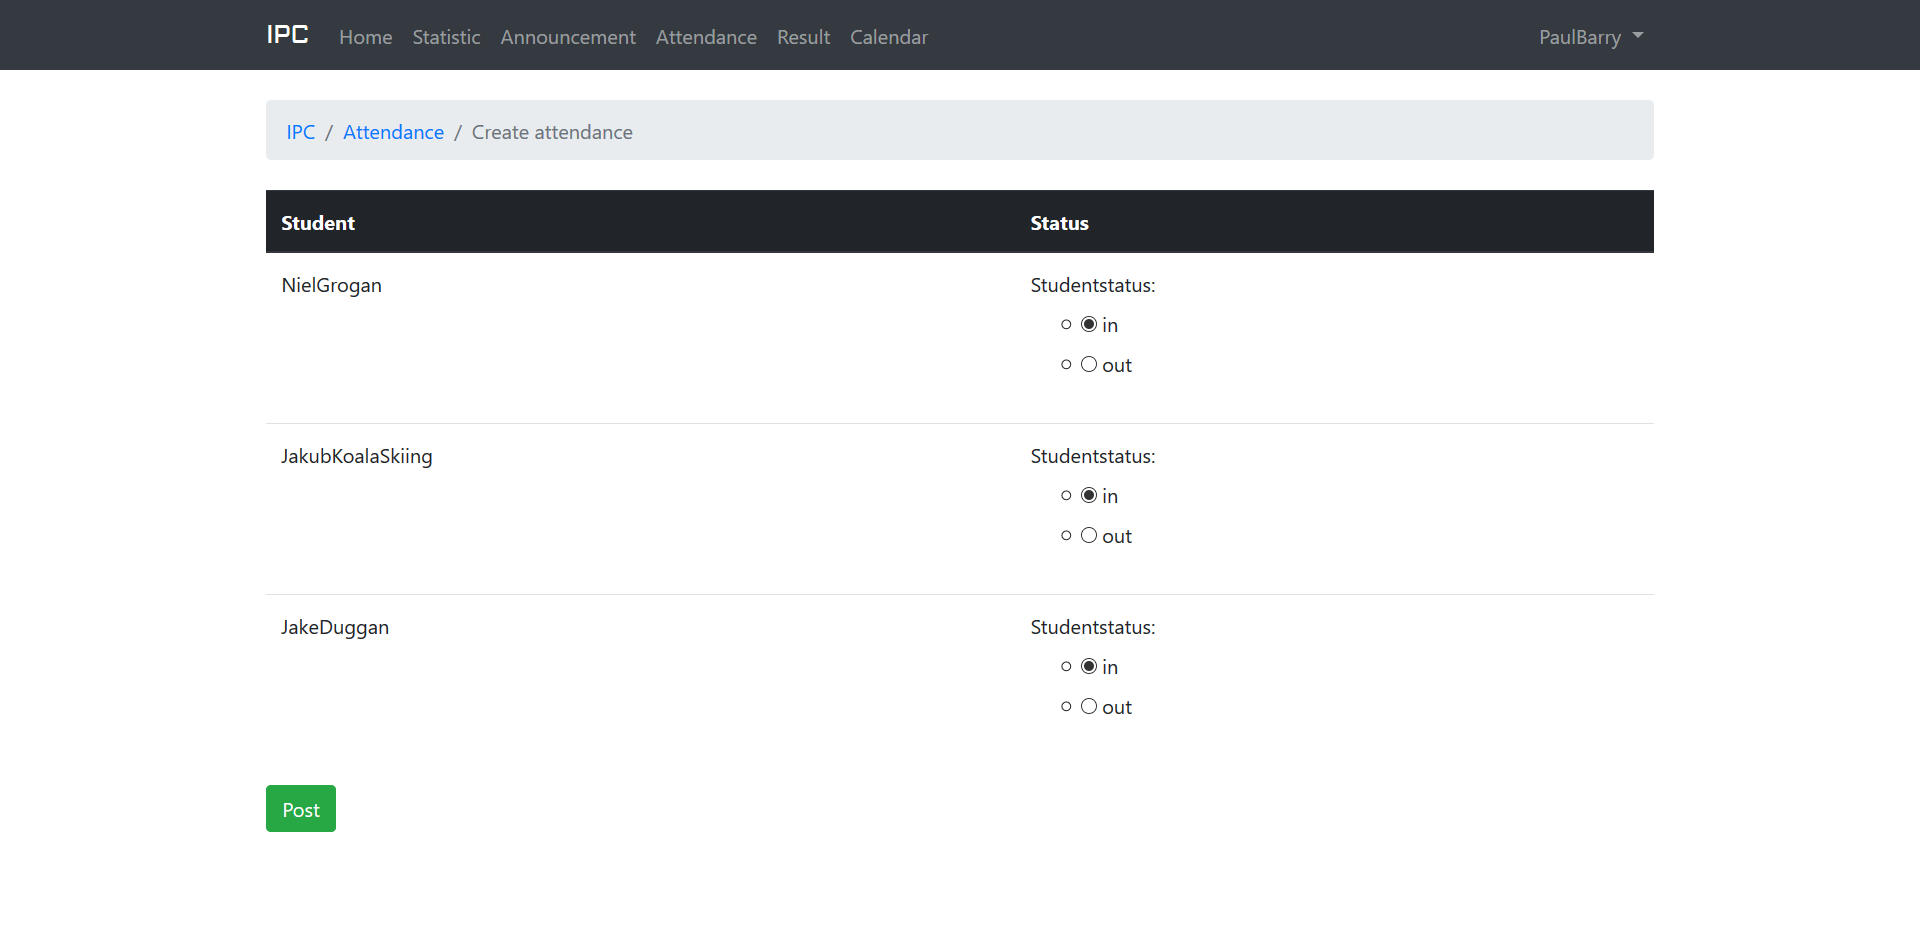 IPC Home Statistic Announcement Attendance Result Calendar PaulBarry
IPC / Attendance / Create attendance
Student Status
NielGrogan Studentstatus:
in
out
JakubKoalaSkiing Studentstatus:
in
out
JakeDuggan Studentstatus:
in
out
Post